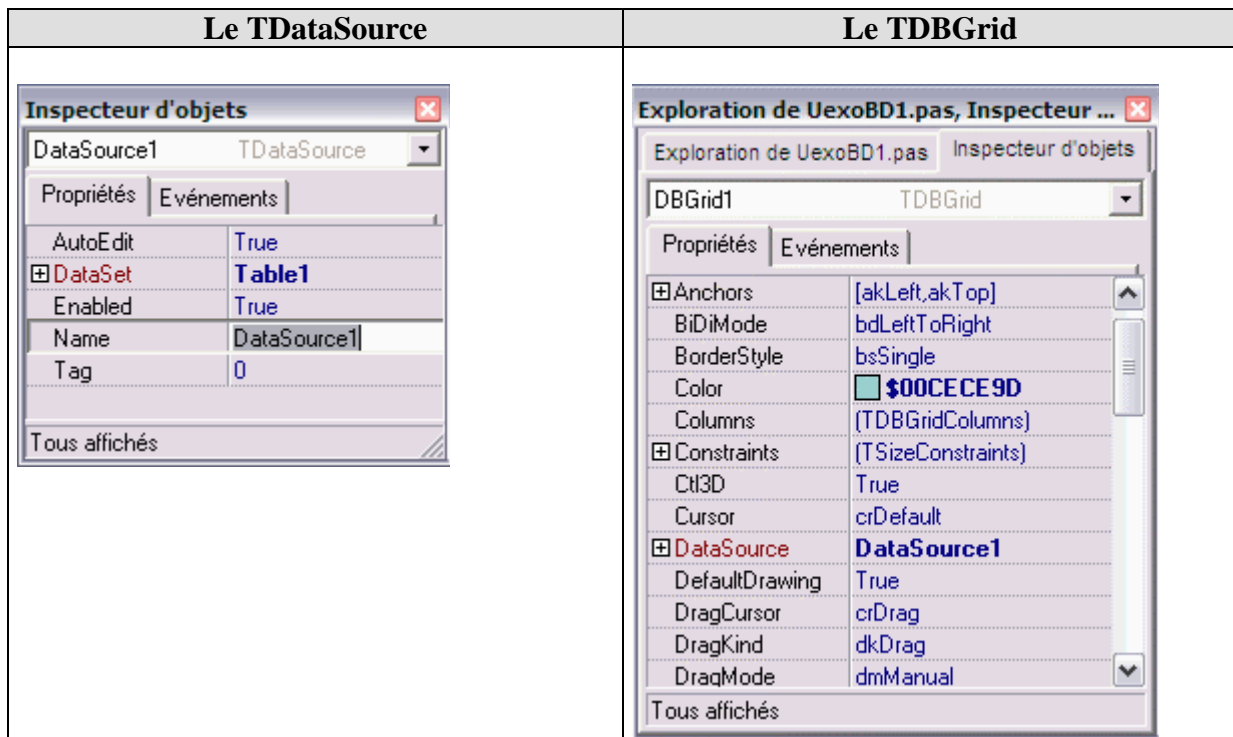 Le TDataSource
Le TDBGrid
Inspecteur d'objets
DataSource1 TDataSource
Propriétés Evénements
AutoEdit True
DataSet Table1
Enabled True
Name DataSource1
Tag 0
Tous affichés
Exploration de UexoBD1.pas, Inspecteur ...
Exploration de UexoBD1.pas Inspecteur d'objets
DBGrid1 TDBGrid
Propriétés Evénements
Anchors [akLeft,akTop]
BiDiMode bdLeftToRight
BorderStyle bsSingle
Color $00CECE9D
Columns (TDBGridColumns)
Constraints (TSizeConstraints)
Ctl3D True
Cursor crDefault
DataSource DataSource1
DefaultDrawing True
DragCursor crDrag
DragKind dkDrag
DragMode dmManual
Tous affichés